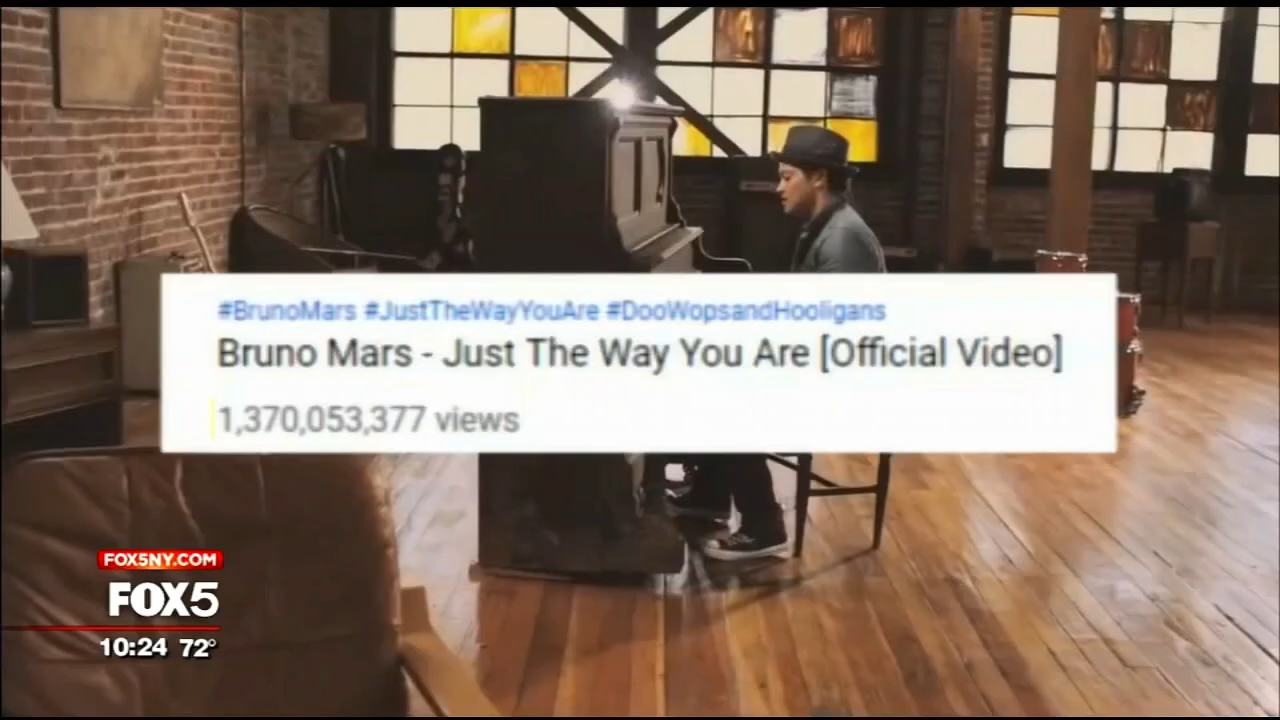 #BrunoMars #JustTheWayYouAre #DooWopsandHooligans
Bruno Mars - Just The Way You Are [Official Video]
1,370,053,377 views
FOX5NY.COM
FOX5
10:24 72°